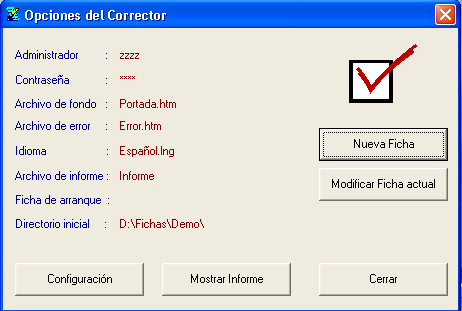 Opciones del Corrector
Administrador : zzzz
Contraseña : ****
Archivo de fondo : Portada.htm
Archivo de error : Error.htm
Idioma : Español.lng
Archivo de informe : Informe
Ficha de arranque :
Directorio inicial : D:\Fichas\Demo\
Nueva Ficha
Modificar Ficha actual
Configuración
Mostrar Informe
Cerrar